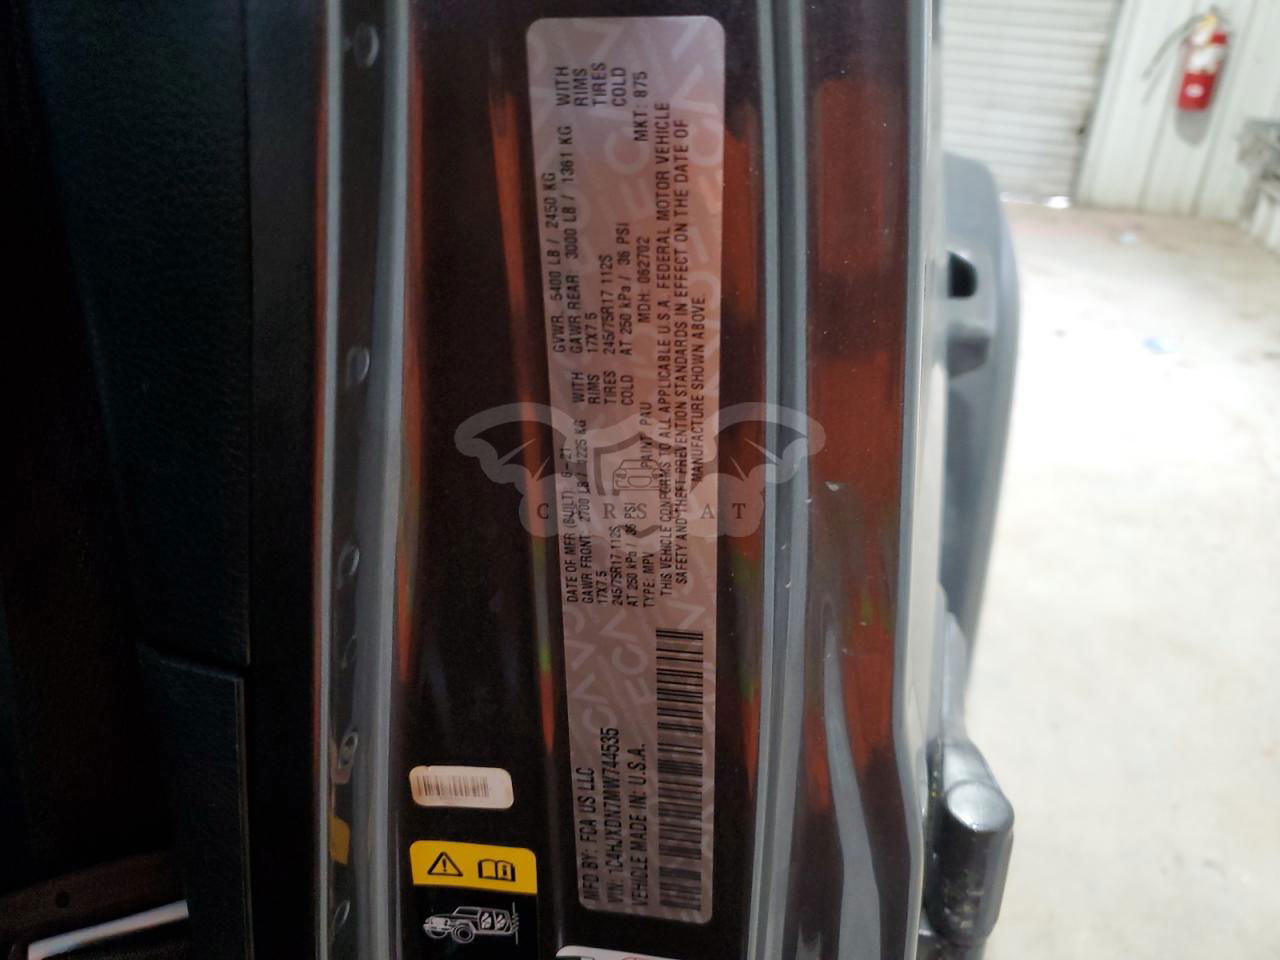 MFD BY: FCA US LLC
DATE OF MFR (BUILT) 6-21
GVWR: 5400 LB / 2450 KG
VIN: 1C4HJXDN7MW744535
GAWR FRONT: 2700 LB / 1225 KG WITH
GAWR REAR: 3000 LB / 1361 KG WITH
17X7.5 RIMS
17X7.5 RIMS
VEHICLE MADE IN: U.S.A.
245/75R17 112S TIRES
245/75R17 112S TIRES
AT 250 kPa / 36 PSI COLD
AT 250 kPa / 36 PSI COLD
TYPE: MPV PAINT: PAU MDH: 062702 MKT: 875
THIS VEHICLE CONFORMS TO ALL APPLICABLE U.S.A. FEDERAL MOTOR VEHICLE
SAFETY AND THEFT PREVENTION STANDARDS IN EFFECT ON THE DATE OF
MANUFACTURE SHOWN ABOVE.